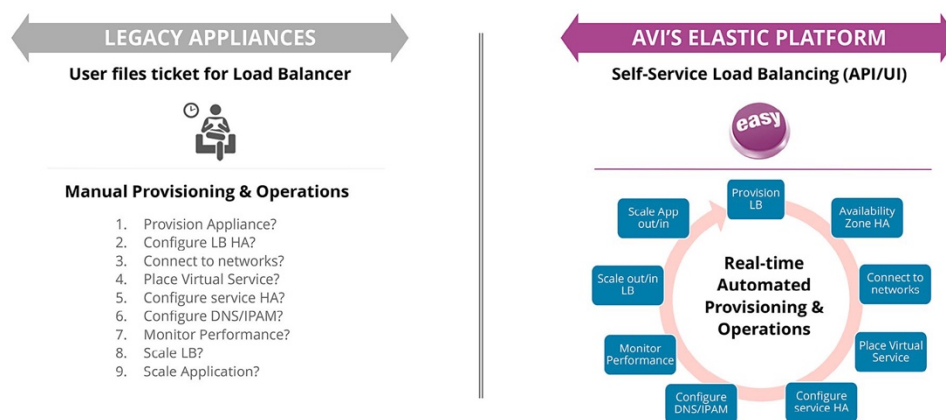 LEGACY APPLIANCES
User files ticket for Load Balancer
Manual Provisioning & Operations
1. Provision Appliance?
2. Configure LB HA?
3. Connect to networks?
4. Place Virtual Service?
5. Configure service HA?
6. Configure DNS/IPAM?
7. Monitor Performance?
8. Scale LB?
9. Scale Application?
AVI'S ELASTIC PLATFORM
Self-Service Load Balancing (API/UI)
easy
Provision
LB
Availability
Zone HA
Connect to
networks
Place Virtual
Service
Configure
service HA
Configure
DNS/IPAM
Monitor
Performance
Scale out/in
LB
Scale App
out/in
Real-time
Automated
Provisioning &
Operations